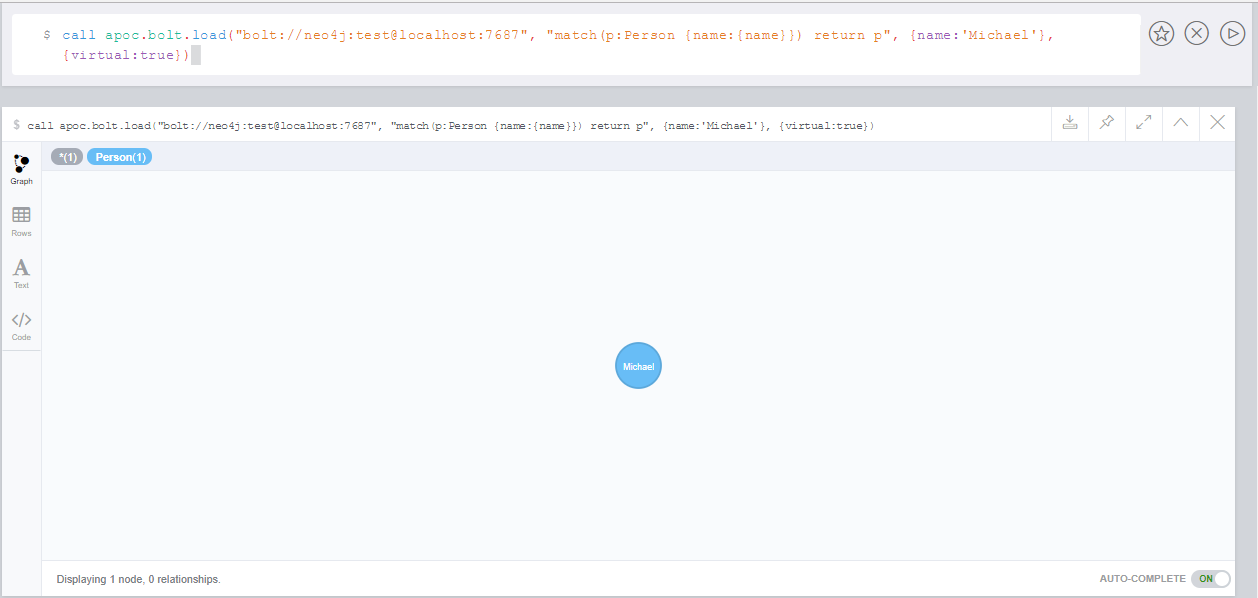 $ call apoc.bolt.load("bolt://neo4j:test@localhost:7687", "match(p:Person {name:{name}}) return p", {name:'Michael'},
{virtual:true})
$ call apoc.bolt.load("bolt://neo4j:test@localhost:7687", "match(p:Person {name:{name}}) return p", {name:'Michael'}, {virtual:true})
*(1) Person(1)
Graph
Rows
A
Text
</>
Code
Michael
Displaying 1 node, 0 relationships.
AUTO-COMPLETE ON